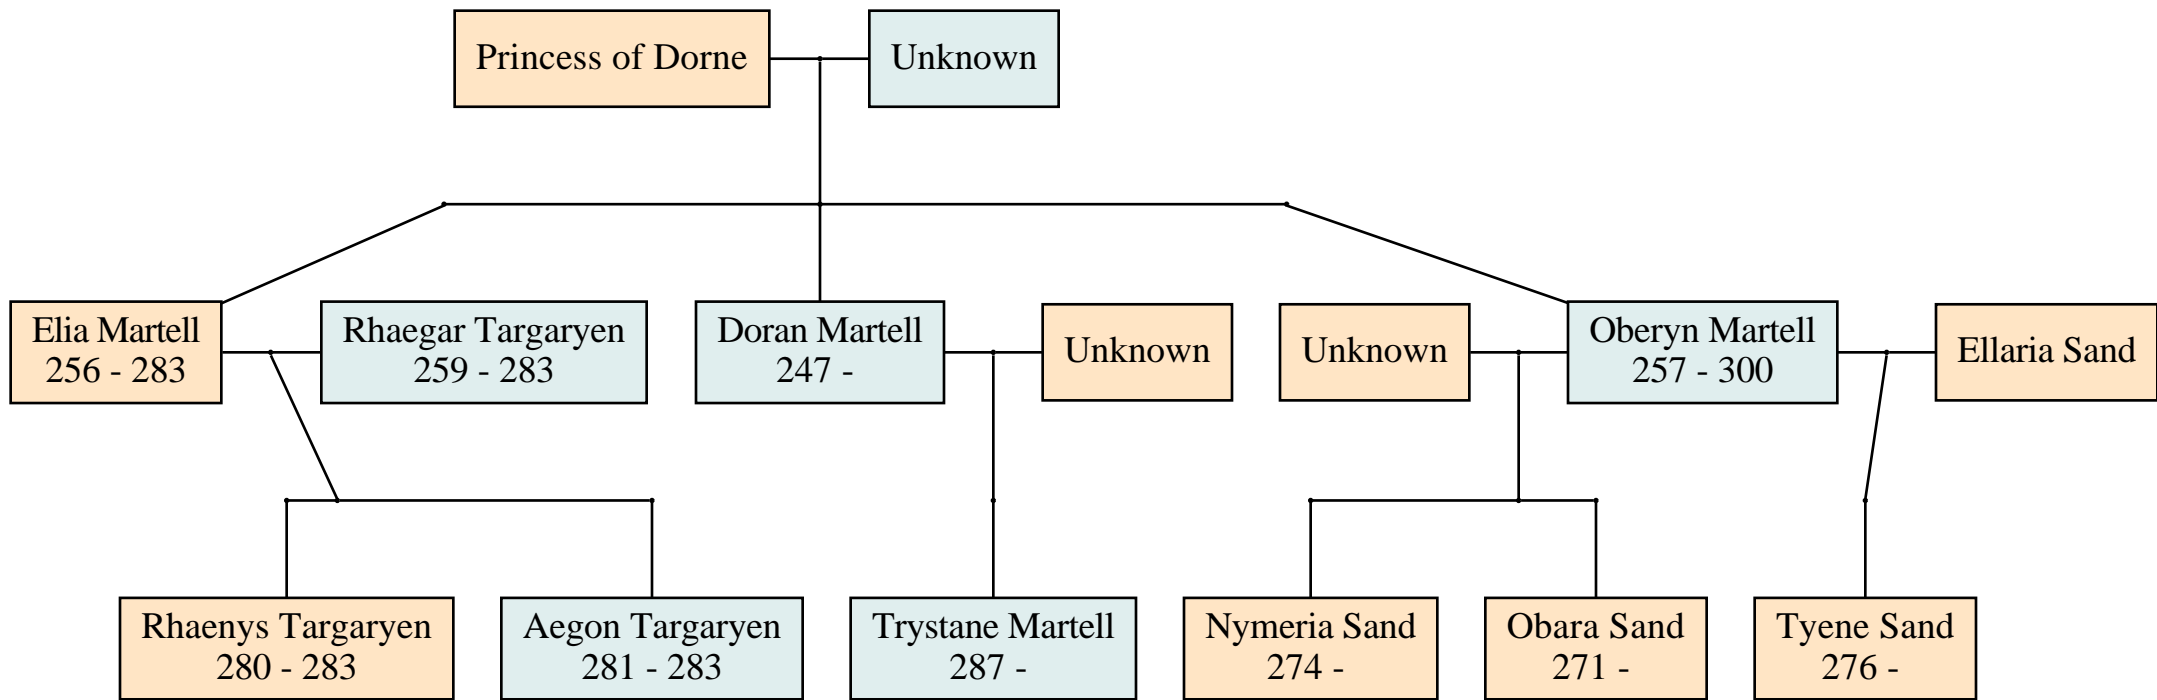 Princess of Dorne
Unknown
Elia Martell
256 - 283
Rhaegar Targaryen
259 - 283
Doran Martell
247 -
Unknown
Unknown
Oberyn Martell
257 - 300
Ellaria Sand
Rhaenys Targaryen
280 - 283
Aegon Targaryen
281 - 283
Trystane Martell
287 -
Nymeria Sand
274 -
Obara Sand
271 -
Tyene Sand
276 -